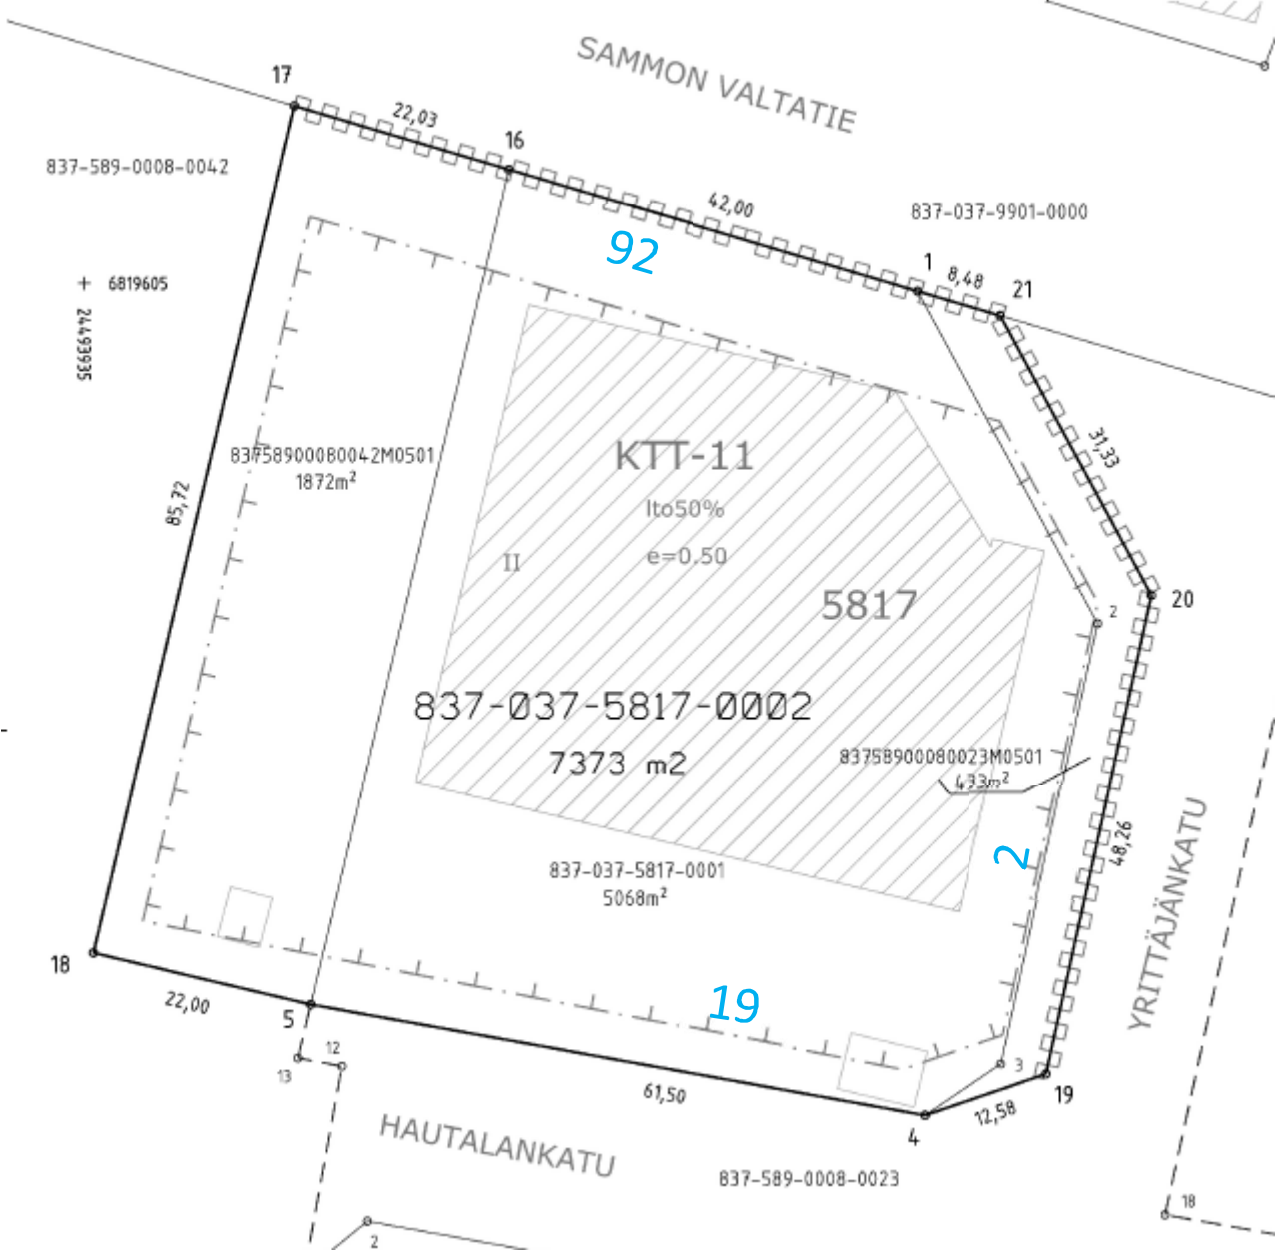 SAMMON VALTATIE
17
22,03
16
837-589-0008-0042
42,00
837-037-9901-0000
92
1
8,48
21
6819605
24493935
31,33
83758900080042M0501
1872m²
KTT-11
lto50%
e=0.50
II
85,72
5817
20
2
837-037-5817-0002
7373 m2
83758900080023M0501
433m²
48,26
2
YRITTÄJÄNKATU
837-037-5817-0001
5068m²
18
22,00
5
19
12
13
3
61,50
12,58
19
4
HAUTALANKATU
837-589-0008-0023
18
2